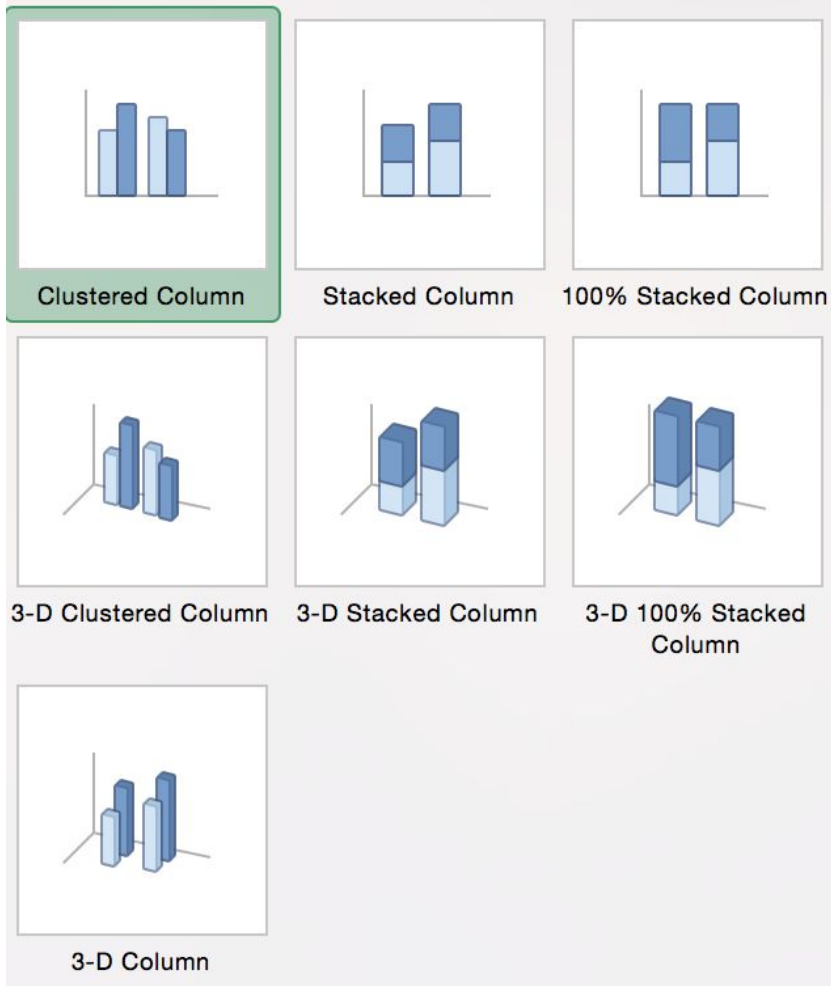 Clustered Column
Stacked Column
100% Stacked Column
3-D Clustered Column
3-D Stacked Column
3-D 100% Stacked
Column
3-D Column